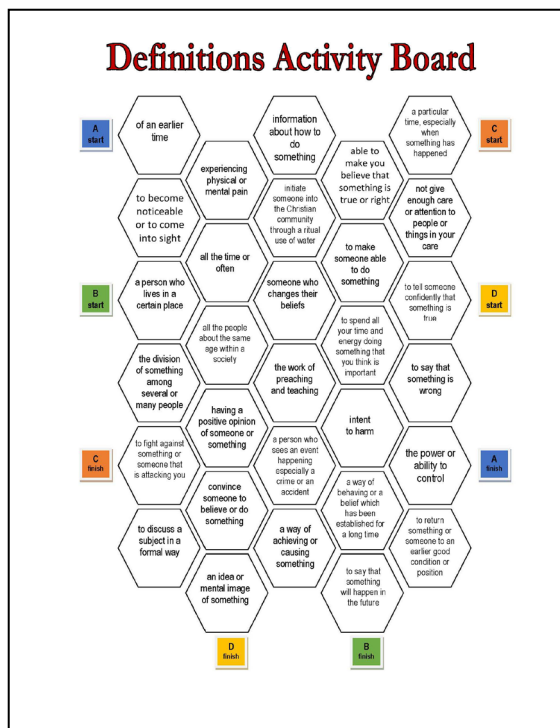 Definitions Activity Board
A
start
of an earlier
time
information
about how to
do
something
a particular
time, especially
when
something has
happened
C
start
experiencing
physical or
mental pain
able to
make you
believe that
something is
true or right
to become
noticeable
or to come
into sight
initiate
someone into
the Christian
community
through a ritual
use of water
not give
enough care
or attention to
people or
things in your
care
all the time or
often
to make
someone able
to do
something
B
start
a person who
lives in a
certain place
someone who
changes their
beliefs
to tell someone
confidently that
something is
true
D
start
all the people
about the same
age within a
society
to spend all
your time and
energy doing
something that
you think is
important
the division
of something
among
several or
many people
the work of
preaching
and teaching
to say that
something is
wrong
having a
positive opinion
of someone or
something
intent
to harm
C
finish
to fight against
something or
someone that
is attacking you
a person who
sees an event
happening
especially a
crime or an
accident
the power or
ability to
control
A
finish
convince
someone to
believe or do
something
a way of
behaving or a
belief which
has been
established for
a long time
to discuss a
subject in a
formal way
a way of
achieving or
causing
something
to return
something or
someone to an
earlier good
condition or
position
an idea or
mental image
of something
to say that
something
will happen in
the future
D
finish
B
finish